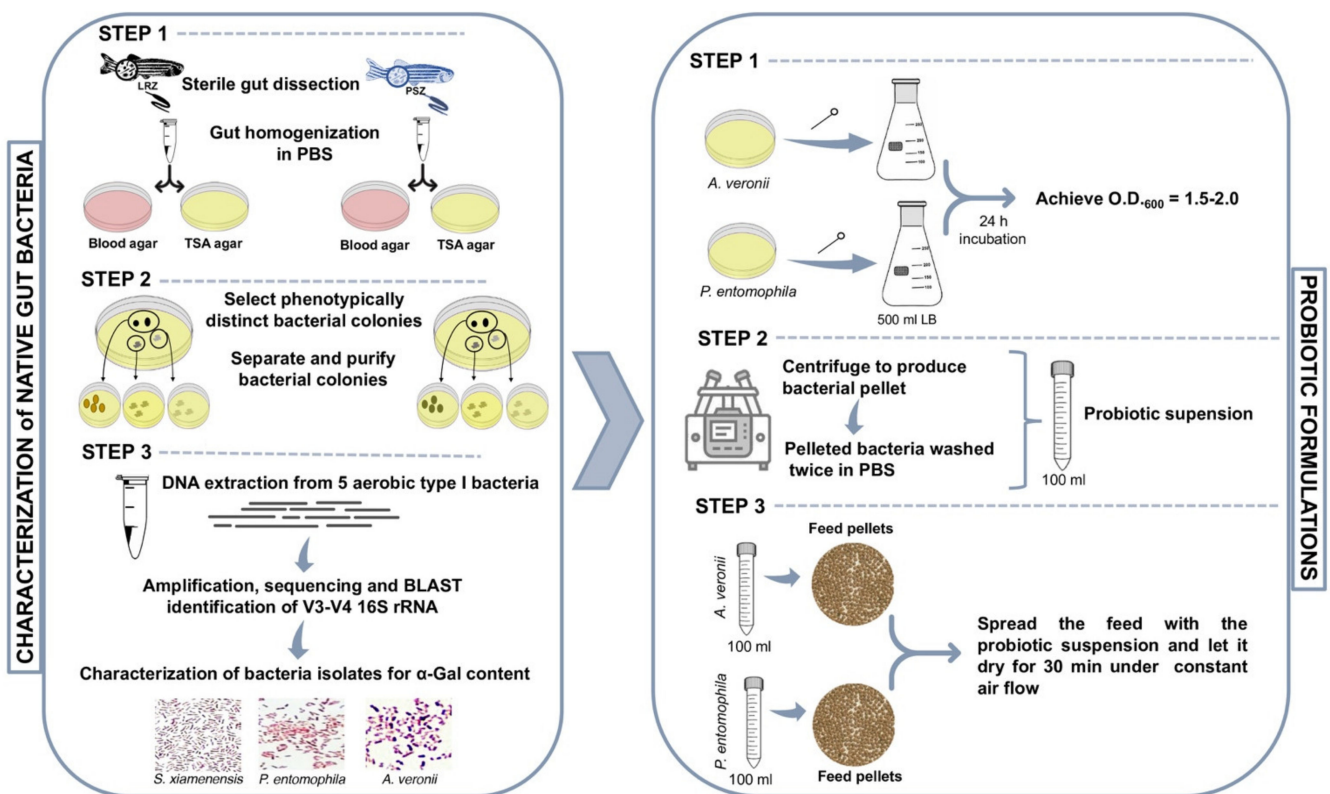 CHARACTERIZATION of NATIVE GUT BACTERIA
STEP 1
LRZ
Sterile gut dissection
PSZ
Gut homogenization
in PBS
Blood agar
TSA agar
Blood agar
TSA agar
STEP 2
Select phenotypically
distinct bacterial colonies
Separate and purify
bacterial colonies
STEP 3
DNA extraction from 5 aerobic type I bacteria
Amplification, sequencing and BLAST
identification of V3-V4 16S rRNA
Characterization of bacteria isolates for α-Gal content
S. xiamenensis
P. entomophila
A. veronii
PROBIOTIC FORMULATIONS
STEP 1
A. veronii
P. entomophila
500 ml LB
24 h
incubation
Achieve O.D.₆₀₀ = 1.5-2.0
STEP 2
Centrifuge to produce
bacterial pellet
Pelleted bacteria washed
twice in PBS
Probiotic supension
100 ml
STEP 3
Feed pellets
A. veronii
100 ml
P. entomophila
100 ml
Feed pellets
Spread the feed with the
probiotic suspension and let it
dry for 30 min under constant
air flow